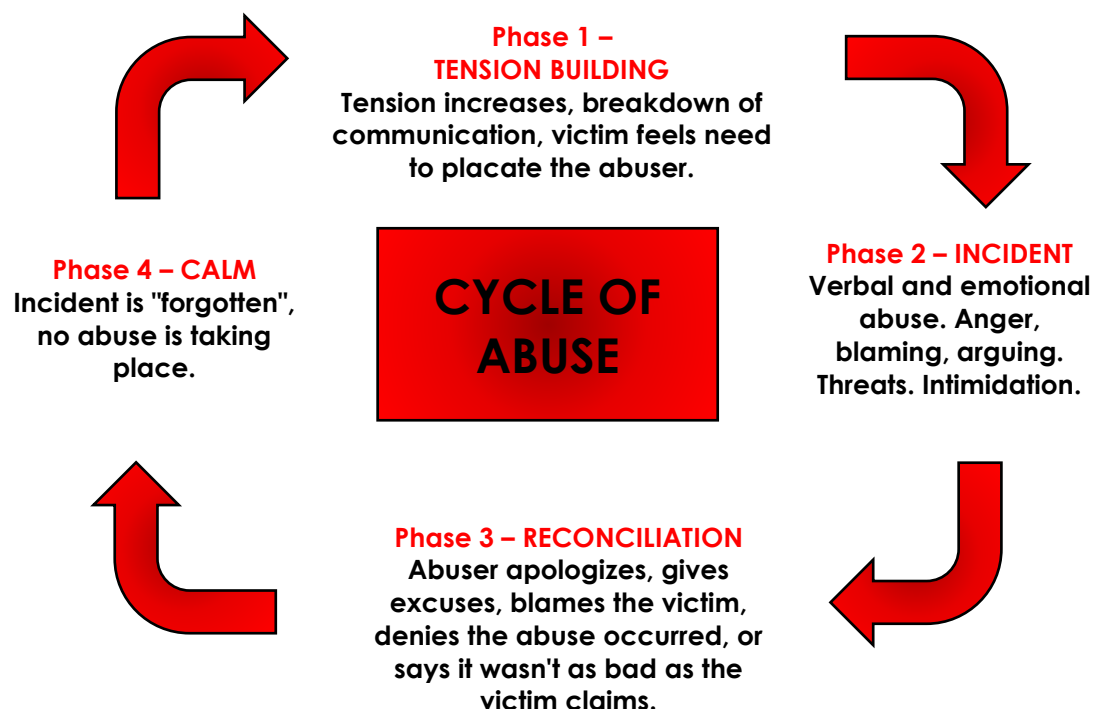 Phase 1 –
TENSION BUILDING
Tension increases, breakdown of
communication, victim feels need
to placate the abuser.
Phase 2 – INCIDENT
Verbal and emotional
abuse. Anger,
blaming, arguing.
Threats. Intimidation.
Phase 3 – RECONCILIATION
Abuser apologizes, gives
excuses, blames the victim,
denies the abuse occurred, or
says it wasn't as bad as the
victim claims.
Phase 4 – CALM
Incident is "forgotten",
no abuse is taking
place.
CYCLE OF
ABUSE